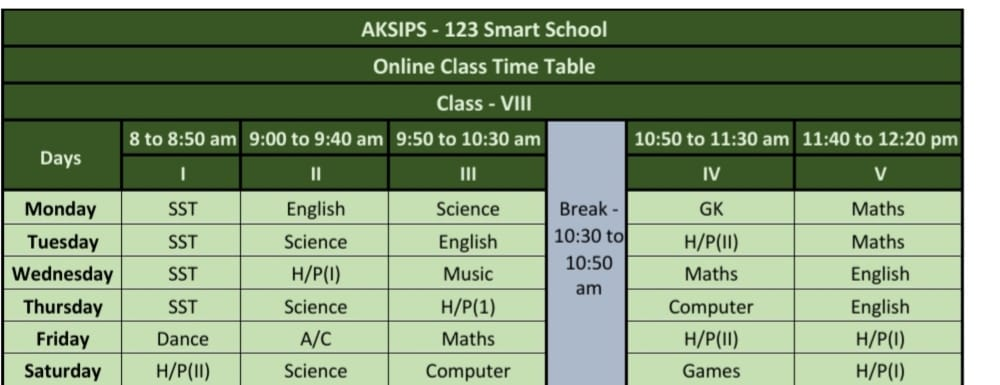 AKSIPS - 123 Smart School
Online Class Time Table
Class - VIII
Days 8 to 8:50 am 9:00 to 9:40 am 9:50 to 10:30 am 10:50 to 11:30 am 11:40 to 12:20 pm
I II III IV V
Monday SST English Science GK Maths
Tuesday SST Science English H/P(II) Maths
Wednesday SST H/P(I) Music Maths English
Thursday SST Science H/P(1) Computer English
Friday Dance A/C Maths H/P(II) H/P(I)
Saturday H/P(II) Science Computer Games H/P(I)
Break -
10:30 to
10:50
am